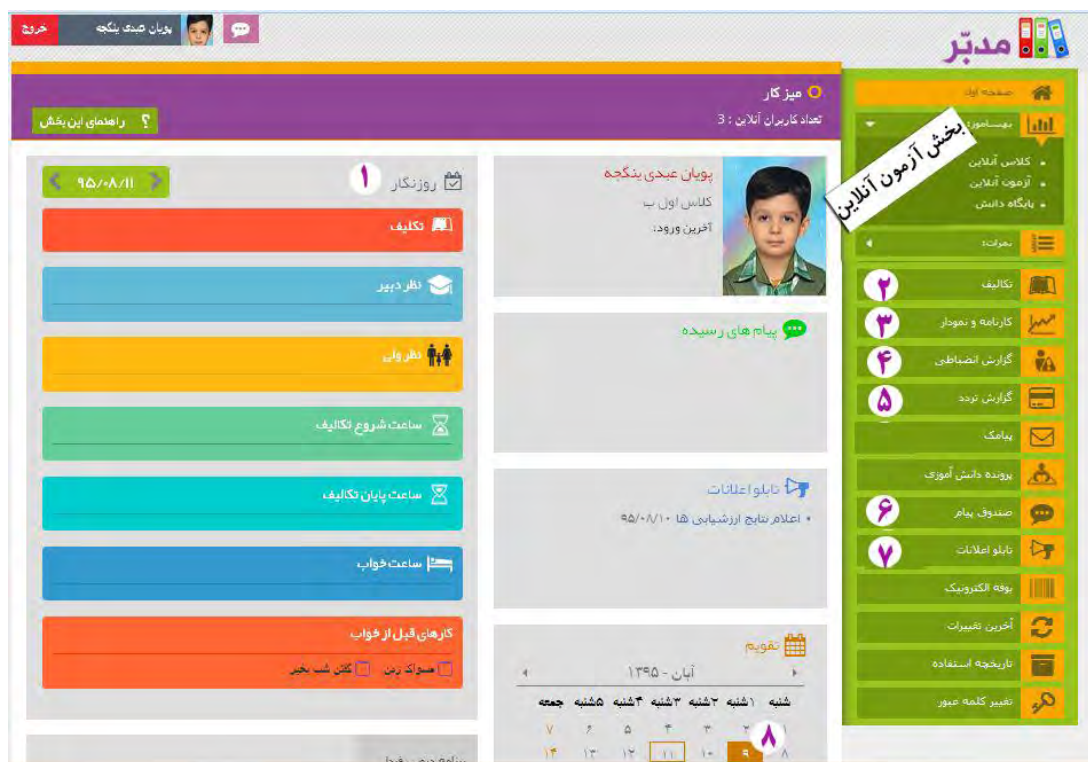 مدبّر
پویان عبدی ینگجه
خروج
صفحه اول
بهساموز:
کلاس آنلاین
آزمون آنلاین
پایگاه دانش
بخش آزمون آنلاین
نمرات:
تکالیف
۲
کارنامه و نمودار
۳
گزارش انضباطی
۴
گزارش تردد
۵
پیامک
پرونده دانش آموزی
صندوق پیام
۶
تابلو اعلانات
۷
بوفه الکترونیک
آخرین تغییرات
تاریخچه استفاده
تغییر کلمه عبور
میز کار
تعداد کاربران آنلاین : 3
؟ راهنمای این بخش
پویان عبدی ینگجه
کلاس اول ب
آخرین ورود:
پیام های رسیده
تابلو اعلانات
اعلام نتایج ارزشیابی ها ۹۵/۰۸/۱۰
تقویم
آبان - ۱۳۹۵
شنبه ۱شنبه ۲شنبه ۳شنبه ۴شنبه ۵شنبه جمعه
۱ ۲ ۳ ۴ ۵ ۶ ۷
۸ ۹ ۱۰ ۱۱ ۱۲ ۱۳ ۱۴
۸
روزنگار
۱
۹۵/۰۸/۱۱
تکلیف
نظر دبیر
نظر ولی
ساعت شروع تکالیف
ساعت پایان تکالیف
ساعت خواب
کارهای قبل از خواب
مسواک زدن گفتن شب بخیر